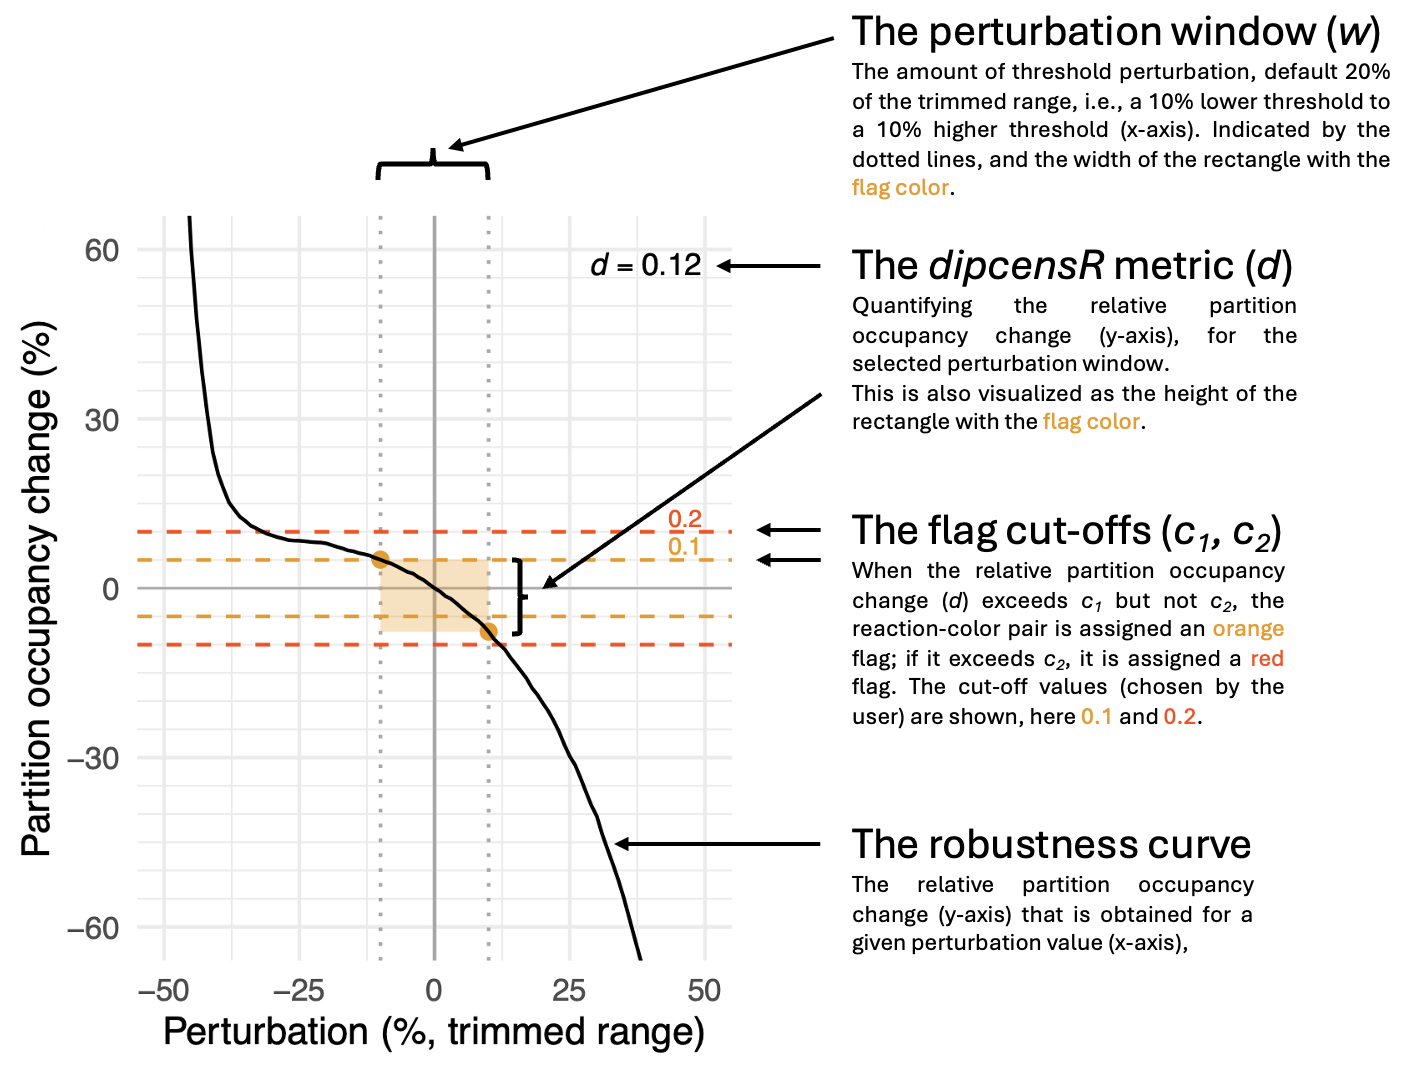 The perturbation window (w)
The amount of threshold perturbation, default 20%
of the trimmed range, i.e., a 10% lower threshold to
a 10% higher threshold (x-axis). Indicated by the
dotted lines, and the width of the rectangle with the
flag color.
60
30
0
−30
−60
Partition occupancy change (%)
d = 0.12
0.2
0.1
−50
−25
0
25
50
Perturbation (%, trimmed range)
The dipcensR metric (d)
Quantifying the relative partition
occupancy change (y-axis), for the
selected perturbation window.
This is also visualized as the height of the
rectangle with the flag color.
The flag cut-offs (c1, c2)
When the relative partition occupancy
change (d) exceeds c1 but not c2, the
reaction-color pair is assigned an orange
flag; if it exceeds c2, it is assigned a red
flag. The cut-off values (chosen by the
user) are shown, here 0.1 and 0.2.
The robustness curve
The relative partition occupancy
change (y-axis) that is obtained for a
given perturbation value (x-axis),